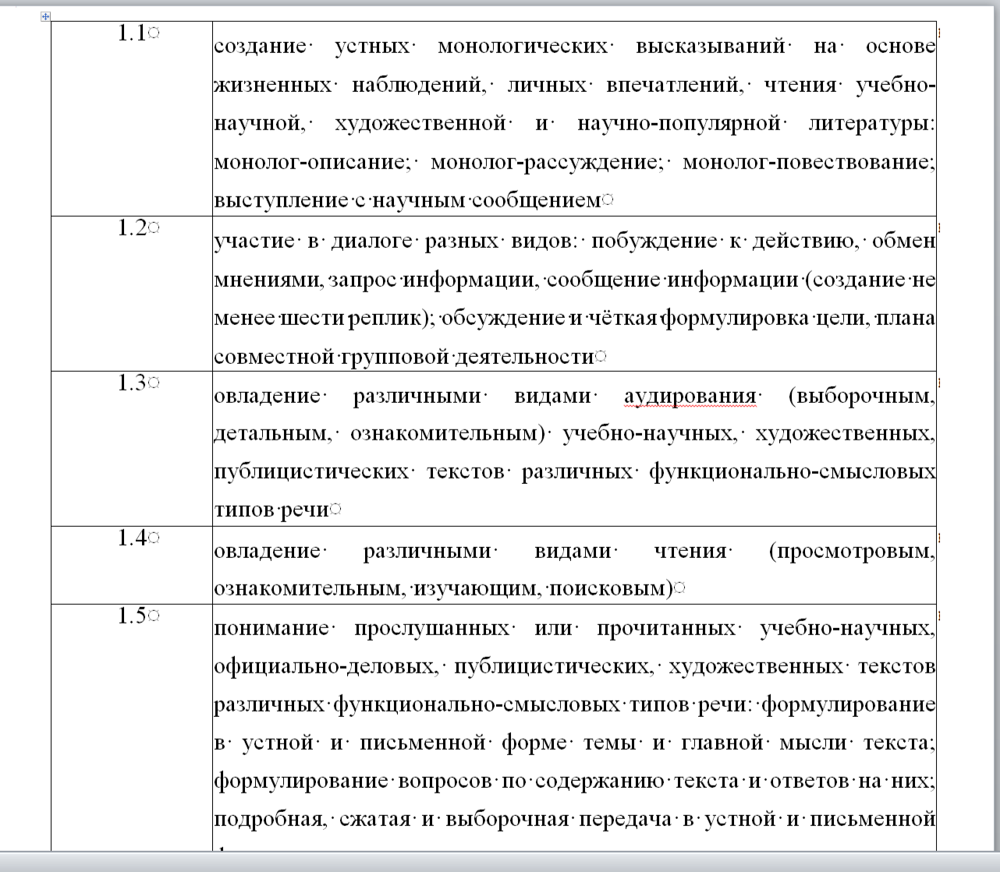 1.1
создание устных монологических высказываний на основе
жизненных наблюдений, личных впечатлений, чтения учебно-
научной, художественной и научно-популярной литературы:
монолог-описание; монолог-рассуждение; монолог-повествование;
выступление с научным сообщением
1.2
участие в диалоге разных видов: побуждение к действию, обмен
мнениями, запрос информации, сообщение информации (создание не
менее шести реплик); обсуждение и чёткая формулировка цели, плана
совместной групповой деятельности
1.3
овладение различными видами аудирования (выборочным,
детальным, ознакомительным) учебно-научных, художественных,
публицистических текстов различных функционально-смысловых
типов речи
1.4
овладение различными видами чтения (просмотровым,
ознакомительным, изучающим, поисковым)
1.5
понимание прослушанных или прочитанных учебно-научных,
официально-деловых, публицистических, художественных текстов
различных функционально-смысловых типов речи: формулирование
в устной и письменной форме темы и главной мысли текста;
формулирование вопросов по содержанию текста и ответов на них;
подробная, сжатая и выборочная передача в устной и письменной